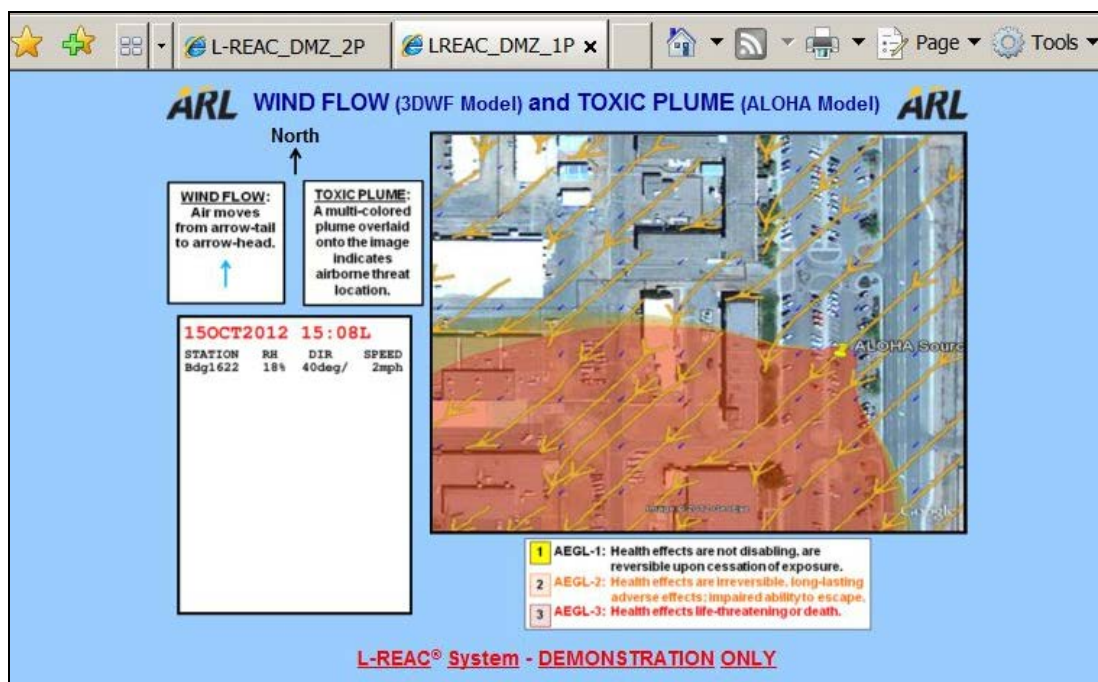 L-REAC_DMZ_2P
LREAC_DMZ_1P
Page
Tools
ARL WIND FLOW (3DWF Model) and TOXIC PLUME (ALOHA Model) ARL
North
WIND FLOW:
Air moves
from arrow-tail
to arrow-head.
TOXIC PLUME:
A multi-colored
plume overlaid
onto the image
indicates
airborne threat
location.
15OCT2012 15:08L
STATION RH DIR SPEED
Bdg1622 18% 40deg/ 2mph
ALOHA Sourc
Google
1 AEGL-1: Health effects are not disabling, are
reversible upon cessation of exposure.
2 AEGL-2: Health effects are irreversible, long-lasting
adverse effects; impaired ability to escape.
3 AEGL-3: Health effects life-threatening or death.
L-REAC® System - DEMONSTRATION ONLY